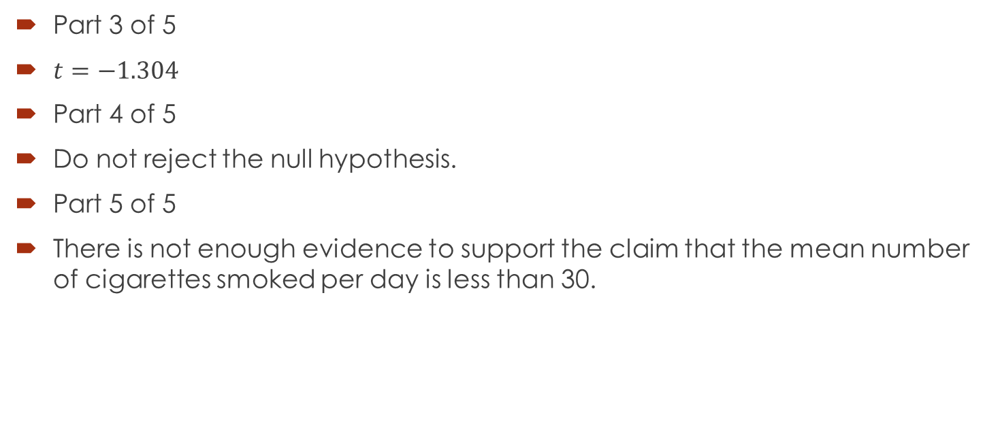 Part 3 of 5
t = −1.304
Part 4 of 5
Do not reject the null hypothesis.
Part 5 of 5
There is not enough evidence to support the claim that the mean number
of cigarettes smoked per day is less than 30.